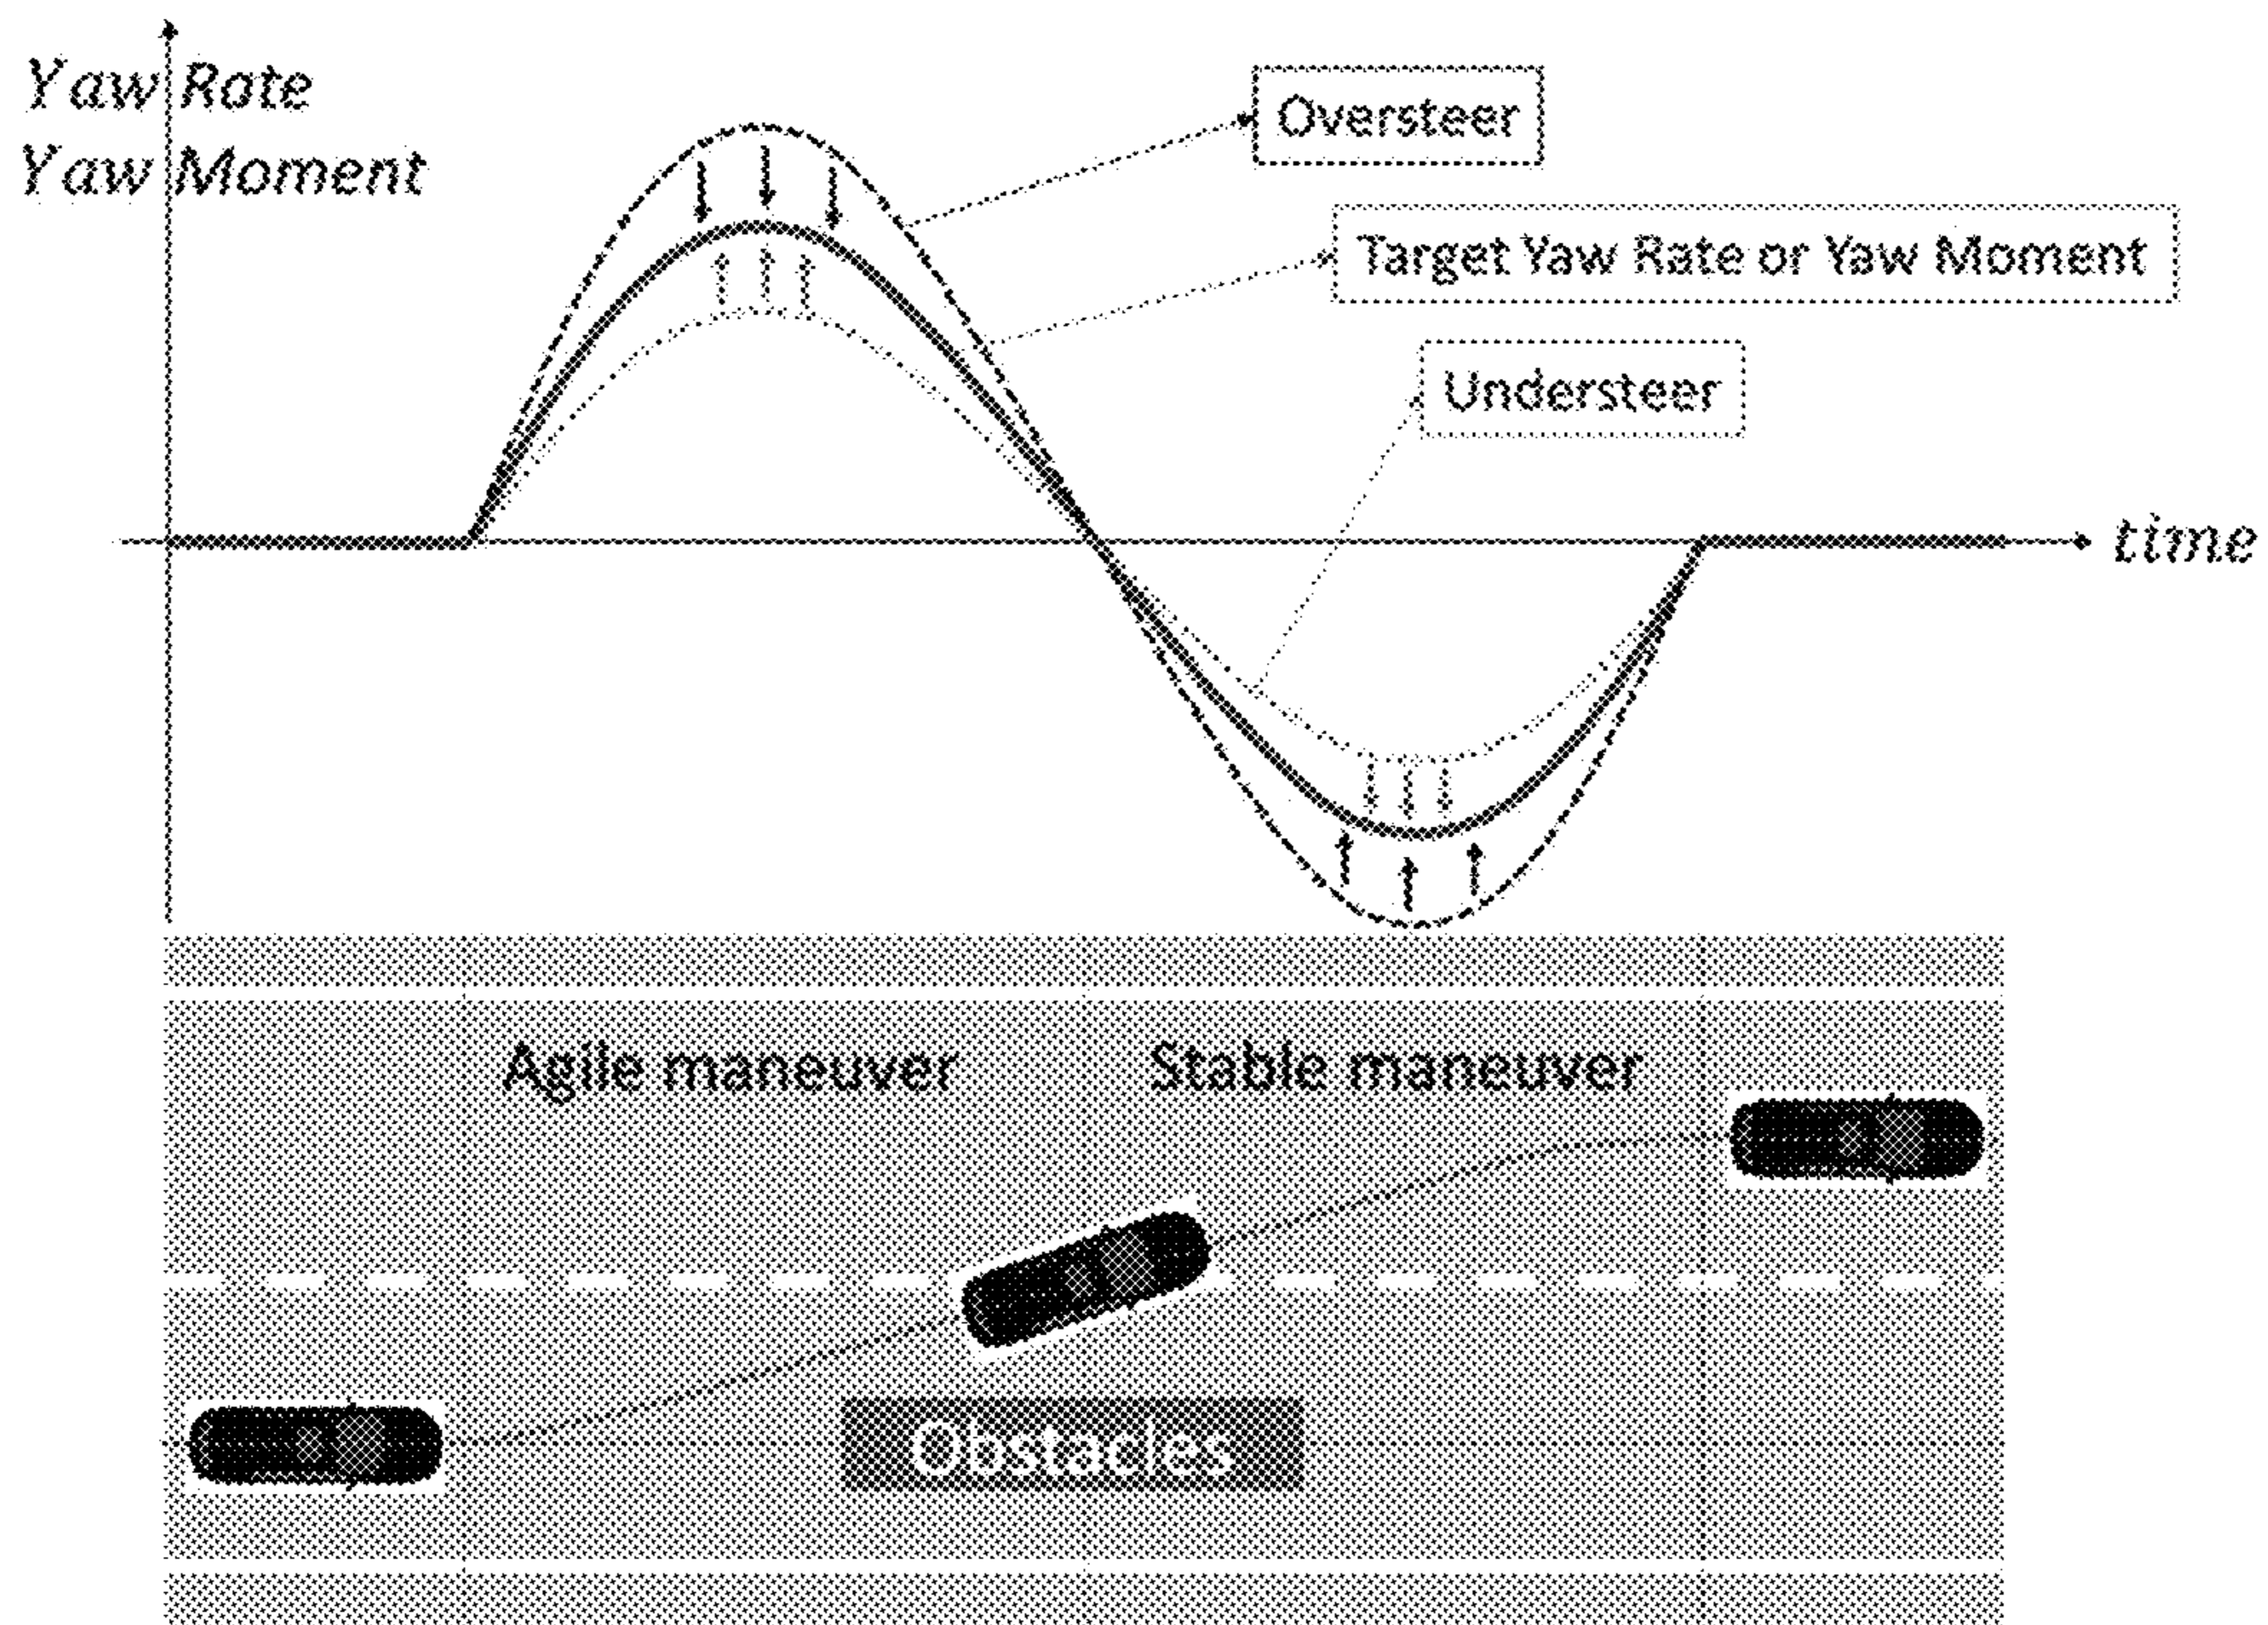 Yaw Rate
Yaw Moment
Oversteer
Target Yaw Rate or Yaw Moment
Understeer
time
Agile maneuver
Stable maneuver
Obstacles